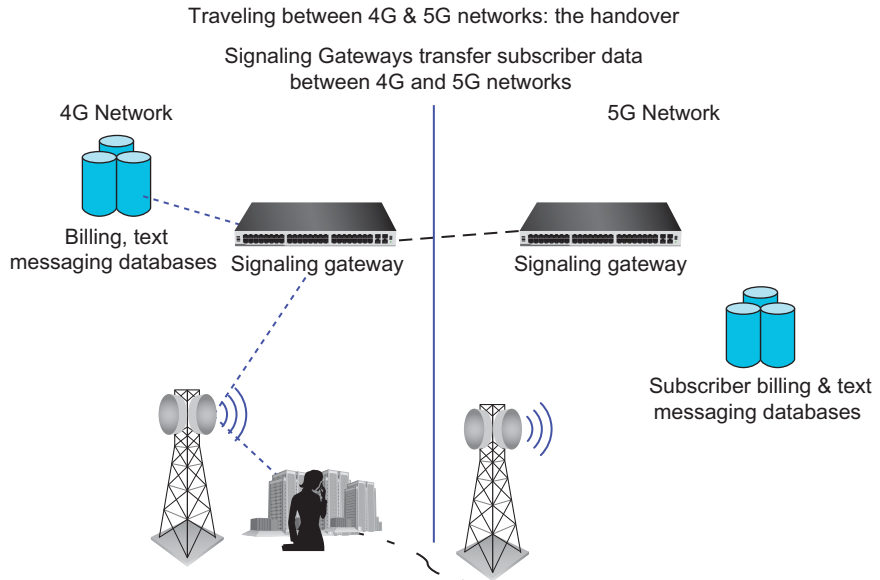 Traveling between 4G & 5G networks: the handover
Signaling Gateways transfer subscriber data
between 4G and 5G networks
4G Network
5G Network
Billing, text
messaging databases
Signaling gateway
Signaling gateway
Subscriber billing & text
messaging databases